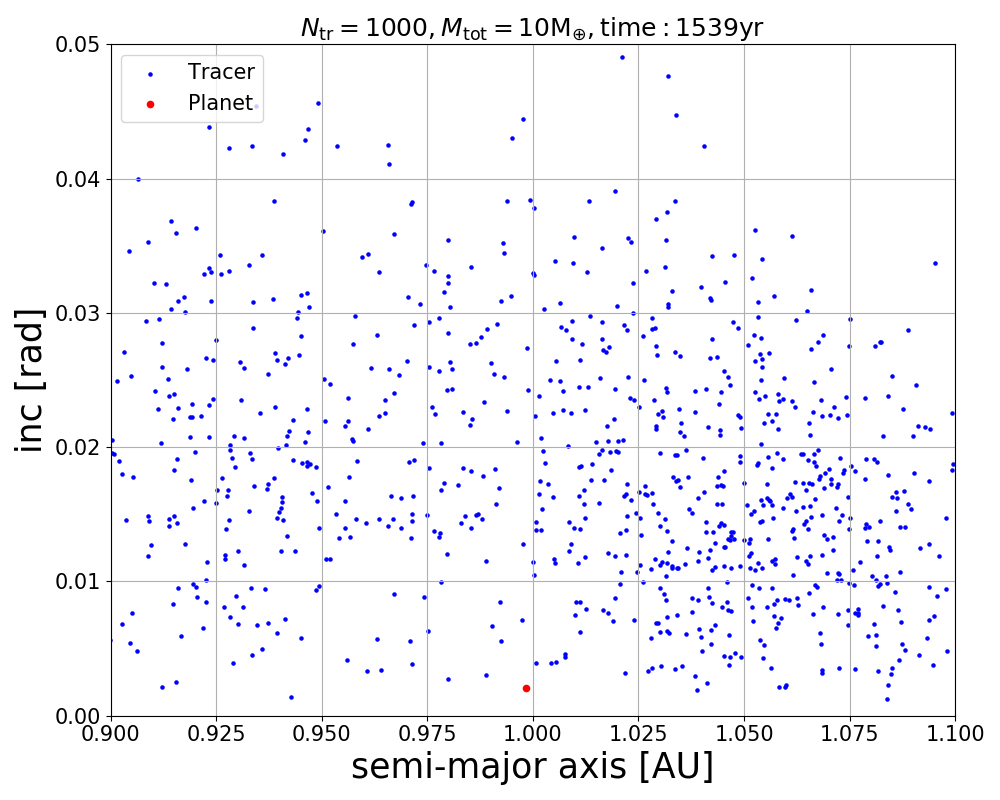 N_tr = 1000, M_tot = 10M_⊕, time : 1539yr
Tracer
Planet
inc [rad]
0.05
0.04
0.03
0.02
0.01
0.00
0.900 0.925 0.950 0.975 1.000 1.025 1.050 1.075 1.100
semi-major axis [AU]